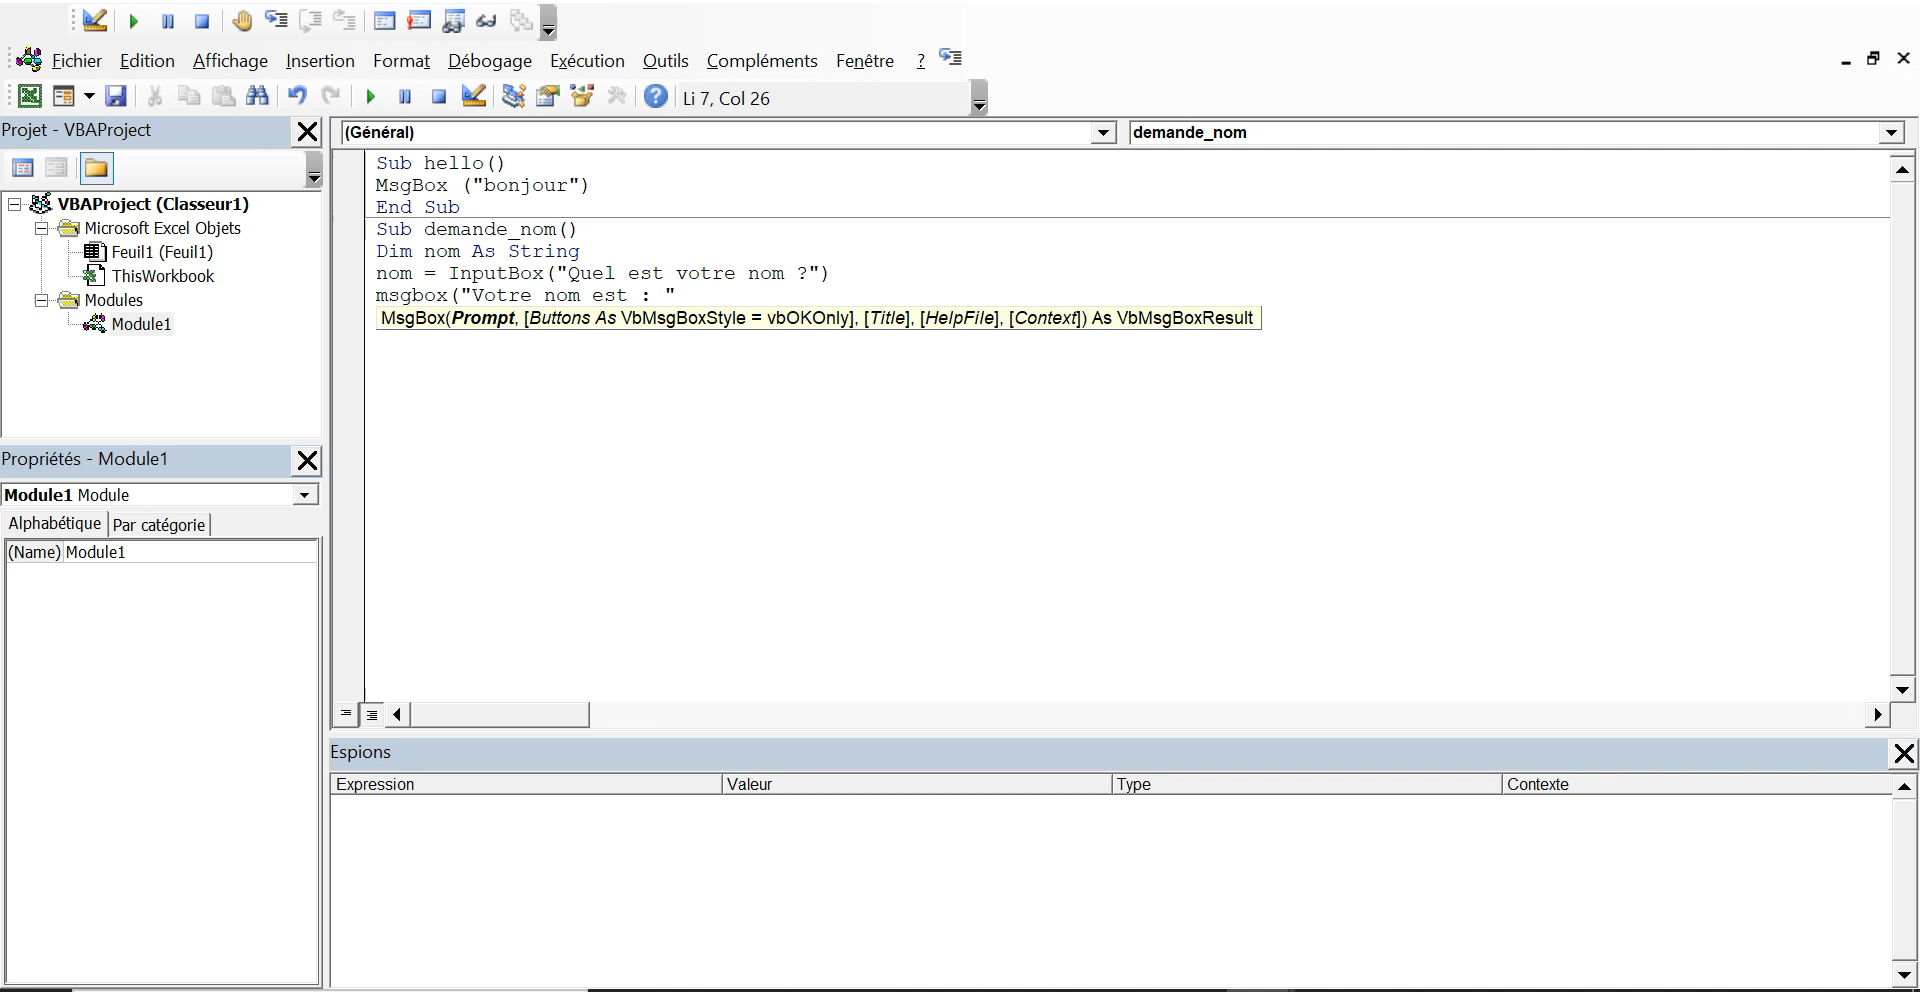 Fichier Edition Affichage Insertion Format Débogage Exécution Outils Compléments Fenêtre ?
Li 7, Col 26
Projet - VBAProject
(Général)
demande_nom
VBAProject (Classeur1)
Microsoft Excel Objets
Feuil1 (Feuil1)
ThisWorkbook
Modules
Module1
Sub hello()
MsgBox ("bonjour")
End Sub
Sub demande_nom()
Dim nom As String
nom = InputBox("Quel est votre nom ?")
msgbox("Votre nom est : "
MsgBox(Prompt, [Buttons As VbMsgBoxStyle = vbOKOnly], [Title], [HelpFile], [Context]) As VbMsgBoxResult
Propriétés - Module1
Module1 Module
Alphabétique Par catégorie
(Name) Module1
Espions
Expression Valeur Type Contexte